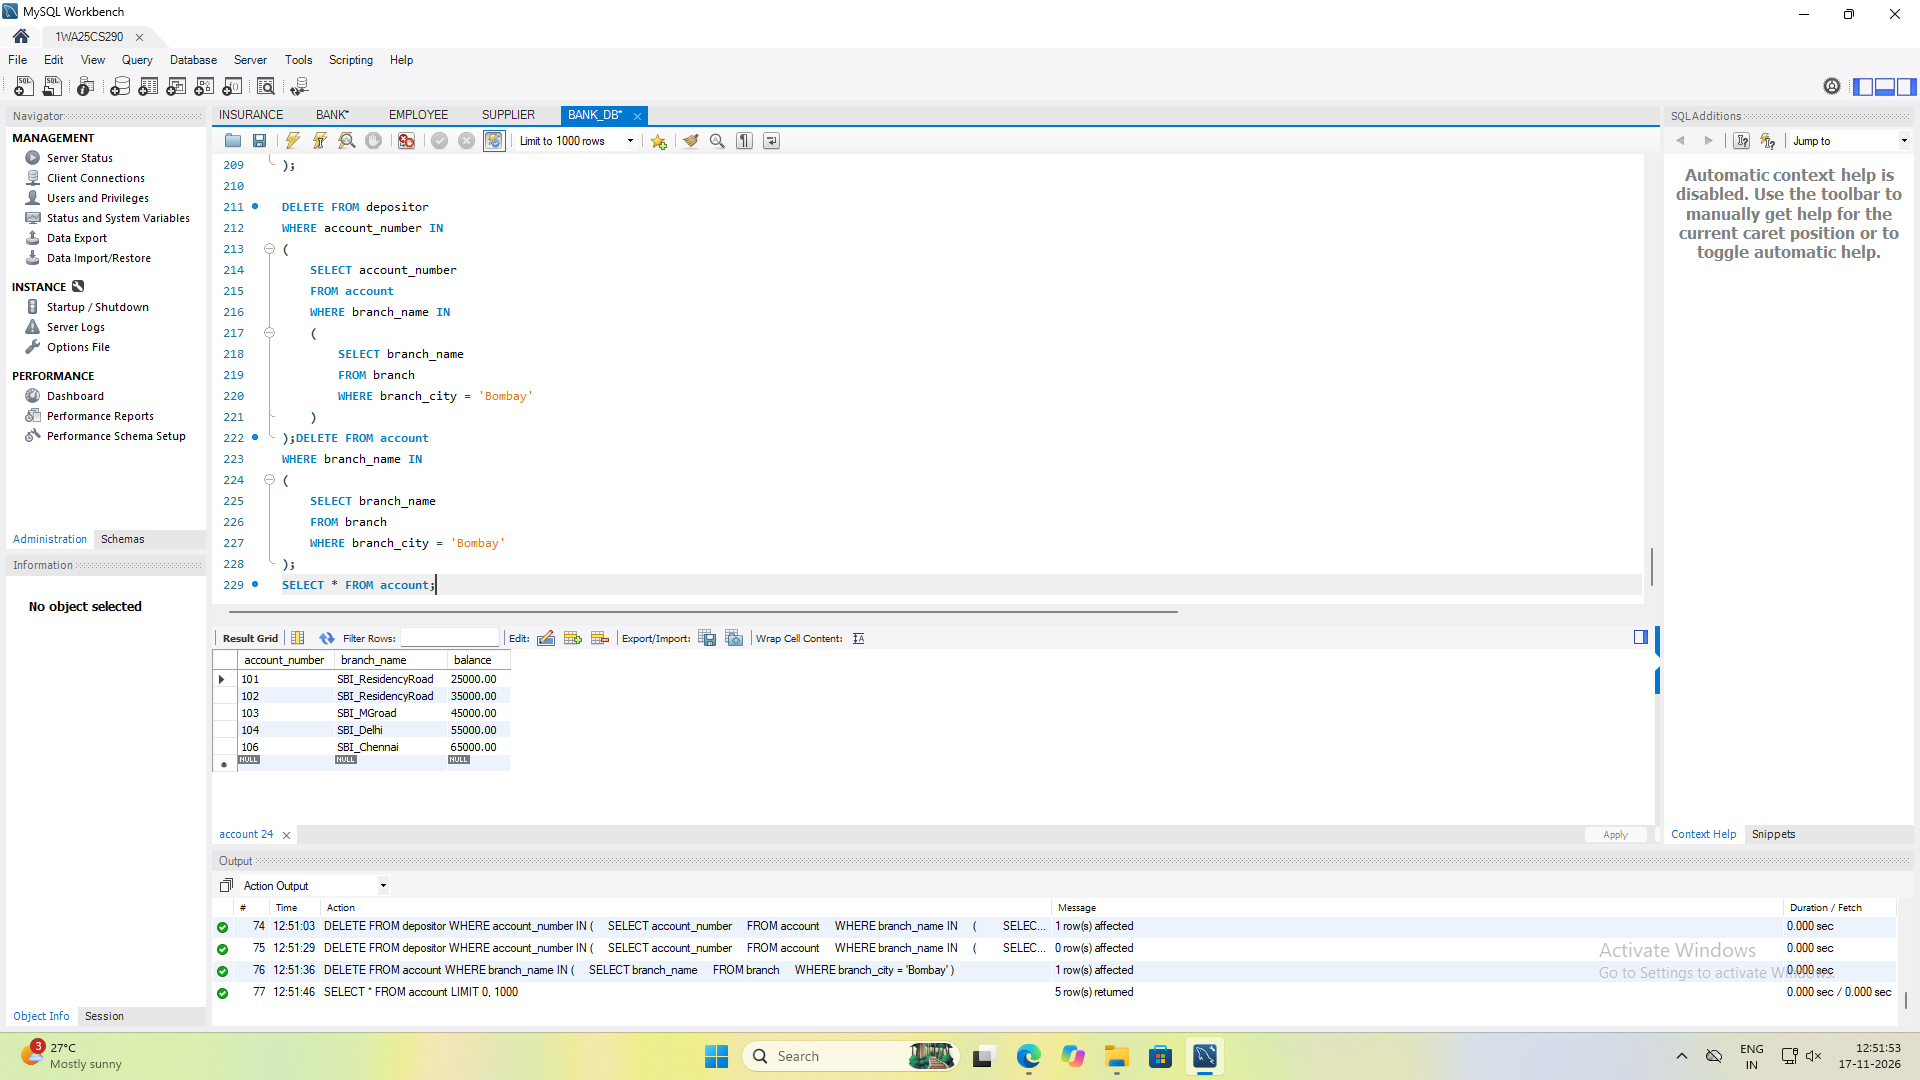 MySQL Workbench
1WA25CS290
File Edit View Query Database Server Tools Scripting Help
Navigator
MANAGEMENT
Server Status
Client Connections
Users and Privileges
Status and System Variables
Data Export
Data Import/Restore
INSTANCE
Startup / Shutdown
Server Logs
Options File
PERFORMANCE
Dashboard
Performance Reports
Performance Schema Setup
Administration Schemas
Information
No object selected
Object Info Session
INSURANCE BANK* EMPLOYEE SUPPLIER BANK_DB*
Limit to 1000 rows
209 );
210
211 DELETE FROM depositor
212 WHERE account_number IN
213 (
214 SELECT account_number
215 FROM account
216 WHERE branch_name IN
217 (
218 SELECT branch_name
219 FROM branch
220 WHERE branch_city = 'Bombay'
221 )
222 );DELETE FROM account
223 WHERE branch_name IN
224 (
225 SELECT branch_name
226 FROM branch
227 WHERE branch_city = 'Bombay'
228 );
229 SELECT * FROM account;
Result Grid Filter Rows: Edit: Export/Import: Wrap Cell Content:
account_number branch_name balance
101 SBI_ResidencyRoad 25000.00
102 SBI_ResidencyRoad 35000.00
103 SBI_MGroad 45000.00
104 SBI_Delhi 55000.00
106 SBI_Chennai 65000.00
NULL NULL NULL
account 24
Apply
SQLAdditions
Jump to
Automatic context help is
disabled. Use the toolbar to
manually get help for the
current caret position or to
toggle automatic help.
Context Help Snippets
Output
Action Output
# Time Action Message Duration / Fetch
74 12:51:03 DELETE FROM depositor WHERE account_number IN ( SELECT account_number FROM account WHERE branch_name IN ( SELEC... 1 row(s) affected 0.000 sec
75 12:51:29 DELETE FROM depositor WHERE account_number IN ( SELECT account_number FROM account WHERE branch_name IN ( SELEC... 0 row(s) affected 0.000 sec
76 12:51:36 DELETE FROM account WHERE branch_name IN ( SELECT branch_name FROM branch WHERE branch_city = 'Bombay' ) 1 row(s) affected 0.000 sec
77 12:51:46 SELECT * FROM account LIMIT 0, 1000 5 row(s) returned 0.000 sec / 0.000 sec
Activate Windows
Go to Settings to activate Windows.
3
27°C
Mostly sunny
Search
ENG
IN
12:51:53
17-11-2026